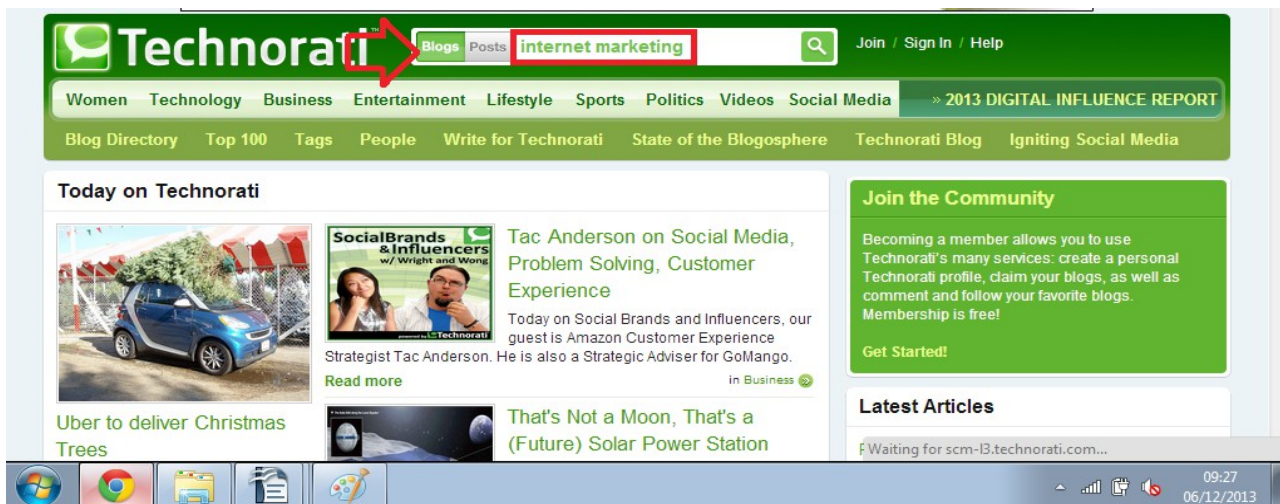 Technorati™
Blogs Posts internet marketing
Join / Sign In / Help
Women Technology Business Entertainment Lifestyle Sports Politics Videos Social Media » 2013 DIGITAL INFLUENCE REPORT
Blog Directory Top 100 Tags People Write for Technorati State of the Blogosphere Technorati Blog Igniting Social Media
Today on Technorati
Uber to deliver Christmas
Trees
SocialBrands
&Influencers
w/ Wright and Wong
powered by Technorati
Tac Anderson on Social Media,
Problem Solving, Customer
Experience
Today on Social Brands and Influencers, our
guest is Amazon Customer Experience
Strategist Tac Anderson. He is also a Strategic Adviser for GoMango.
Read more
in Business
That's Not a Moon, That's a
(Future) Solar Power Station
Join the Community
Becoming a member allows you to use
Technorati's many services: create a personal
Technorati profile, claim your blogs, as well as
comment and follow your favorite blogs.
Membership is free!
Get Started!
Latest Articles
Waiting for scm-l3.technorati.com...
09:27
06/12/2013